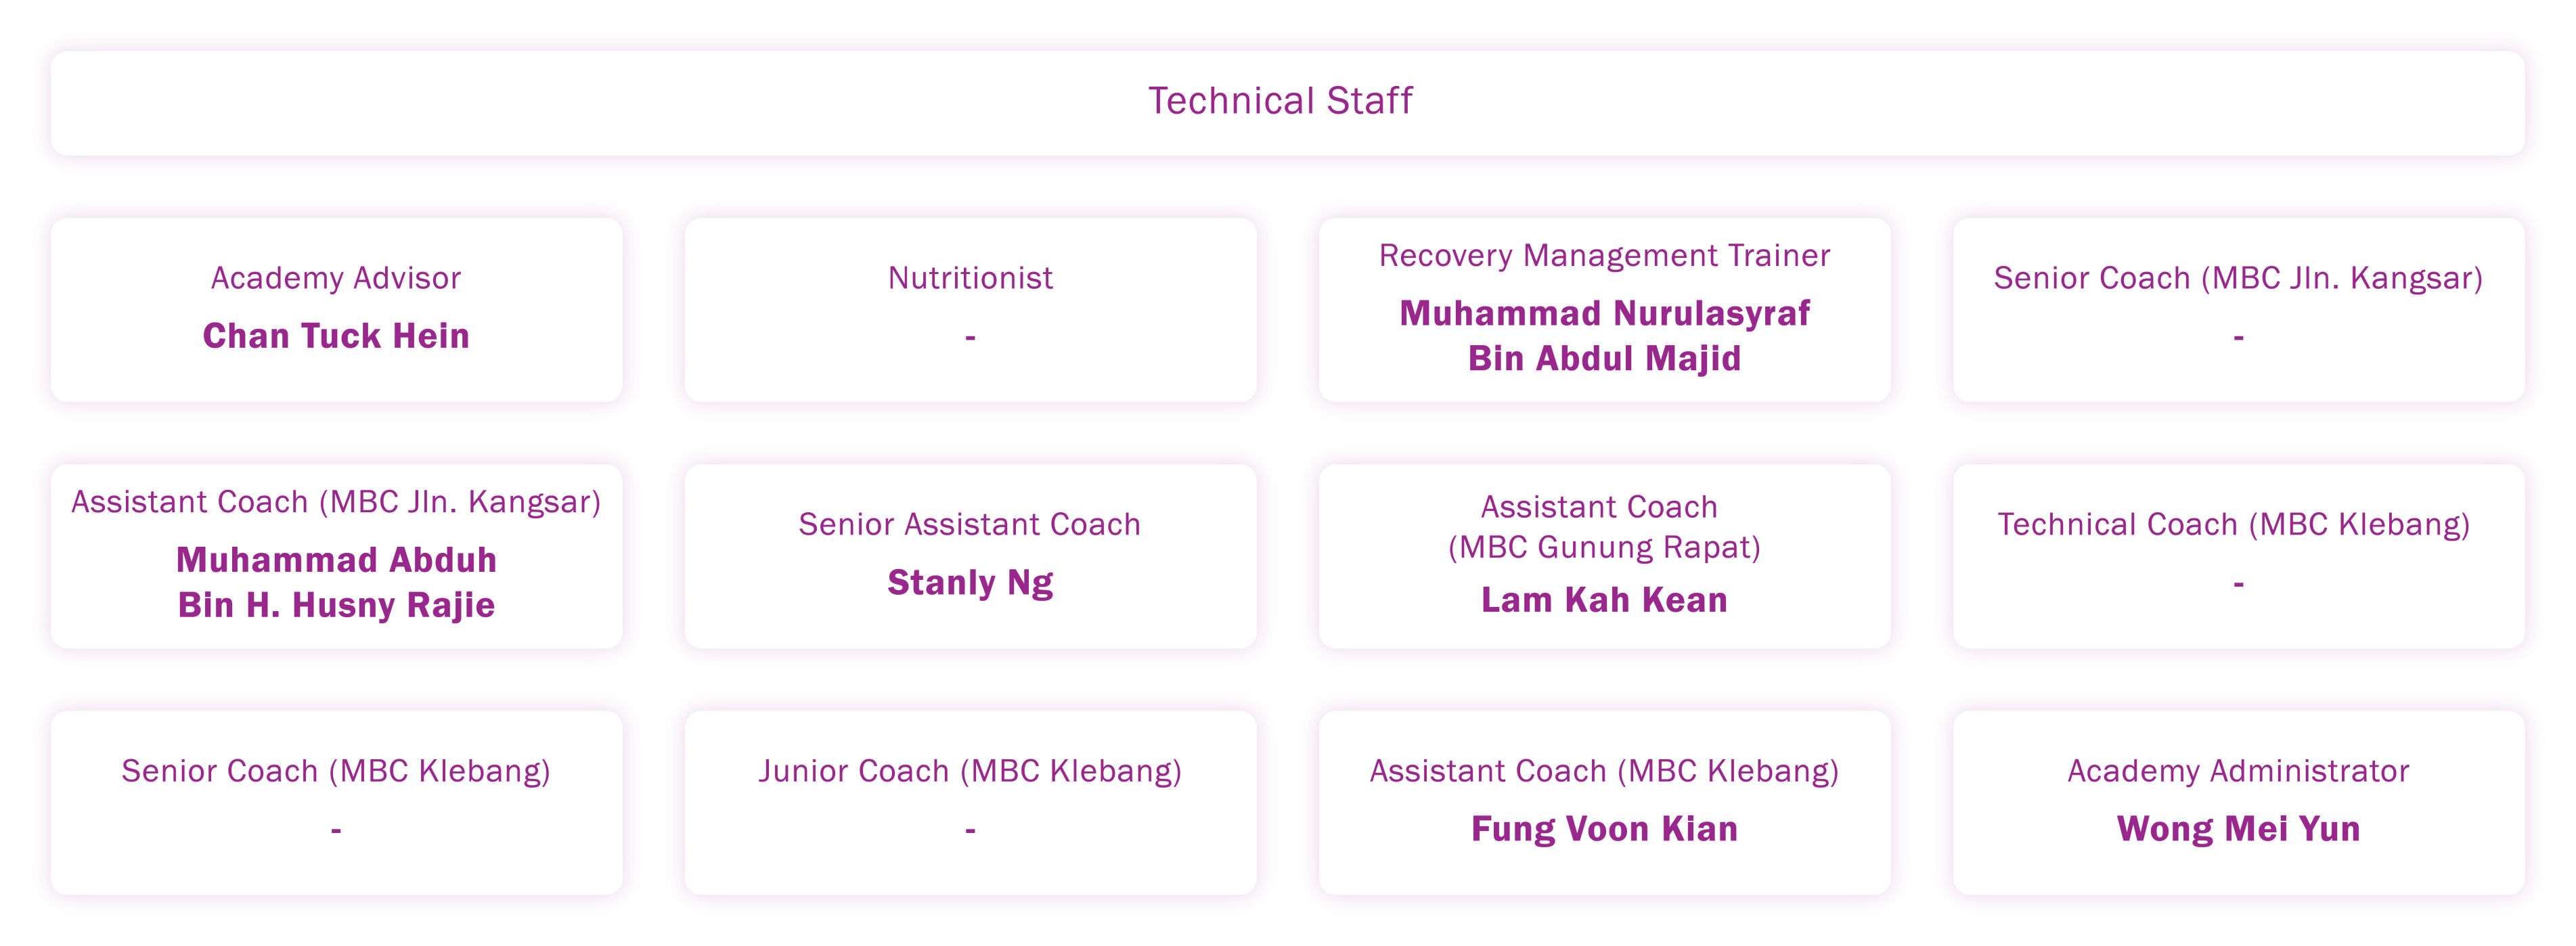 Technical Staff
Academy Advisor
Chan Tuck Hein
Nutritionist
-
Recovery Management Trainer
Muhammad Nurulasyraf
Bin Abdul Majid
Senior Coach (MBC Jln. Kangsar)
-
Assistant Coach (MBC Jln. Kangsar)
Muhammad Abduh
Bin H. Husny Rajie
Senior Assistant Coach
Stanly Ng
Assistant Coach
(MBC Gunung Rapat)
Lam Kah Kean
Technical Coach (MBC Klebang)
-
Senior Coach (MBC Klebang)
-
Junior Coach (MBC Klebang)
-
Assistant Coach (MBC Klebang)
Fung Voon Kian
Academy Administrator
Wong Mei Yun